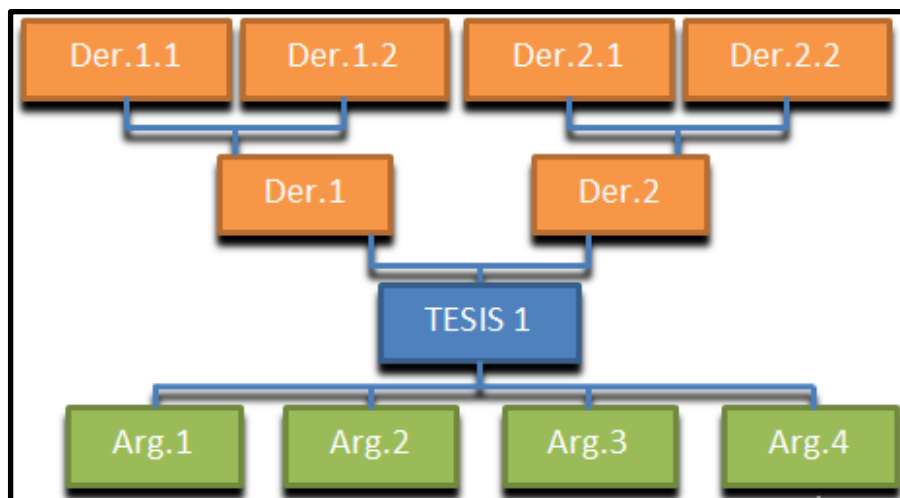 Der.1.1 Der.1.2 Der.2.1 Der.2.2
Der.1 Der.2
TESIS 1
Arg.1 Arg.2 Arg.3 Arg.4